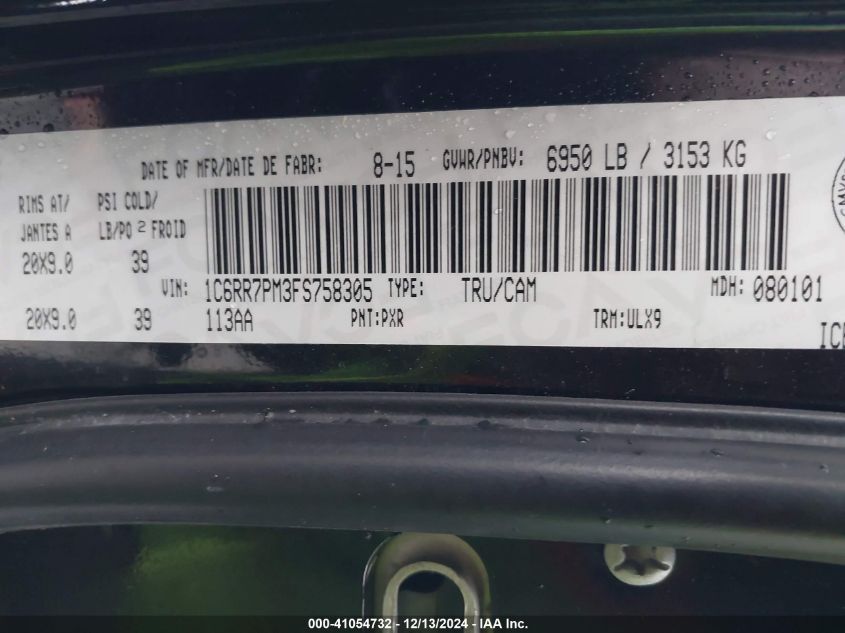 DATE OF MFR/DATE DE FABR: 8-15 GVWR/PNBV: 6950 LB / 3153 KG
RIMS AT/ PSI COLD/
JANTES A LB/PO 2 FROID
20X9.0 39
VIN: 1C6RR7PM3FS758305 TYPE: TRU/CAM MDH: 080101
20X9.0 39 113AA PNT:PXR TRM:ULX9
000-41054732 - 12/13/2024 - IAA Inc.